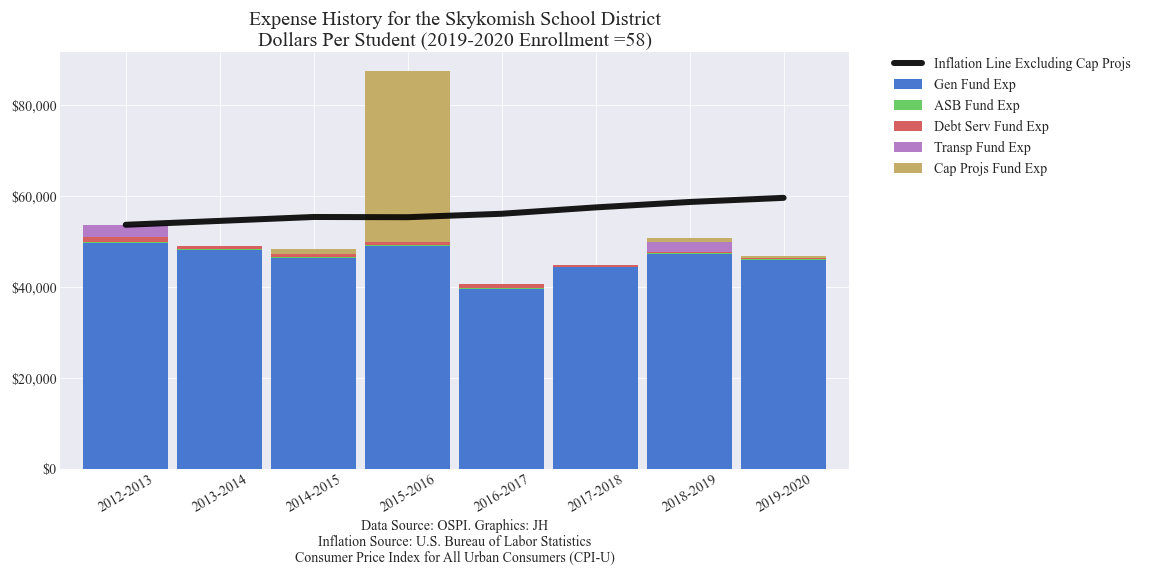 Expense History for the Skykomish School District
Dollars Per Student (2019-2020 Enrollment =58)
Inflation Line Excluding Cap Projs
Gen Fund Exp
ASB Fund Exp
Debt Serv Fund Exp
Transp Fund Exp
Cap Projs Fund Exp
$80,000
$60,000
$40,000
$20,000
$0
2012-2013
2013-2014
2014-2015
2015-2016
2016-2017
2017-2018
2018-2019
2019-2020
Data Source: OSPI. Graphics: JH
Inflation Source: U.S. Bureau of Labor Statistics
Consumer Price Index for All Urban Consumers (CPI-U)